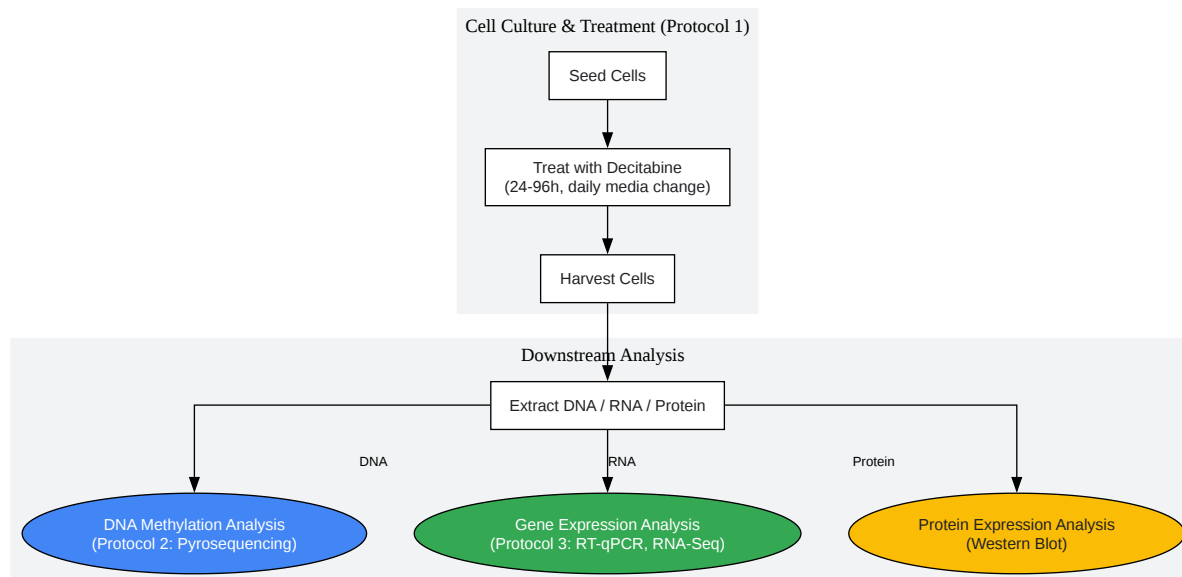 Cell Culture & Treatment (Protocol 1)
Seed Cells
Treat with Decitabine
(24-96h, daily media change)
Harvest Cells
Downstream Analysis
Extract DNA / RNA / Protein
DNA
RNA
Protein
DNA Methylation Analysis
(Protocol 2: Pyrosequencing)
Gene Expression Analysis
(Protocol 3: RT-qPCR, RNA-Seq)
Protein Expression Analysis
(Western Blot)